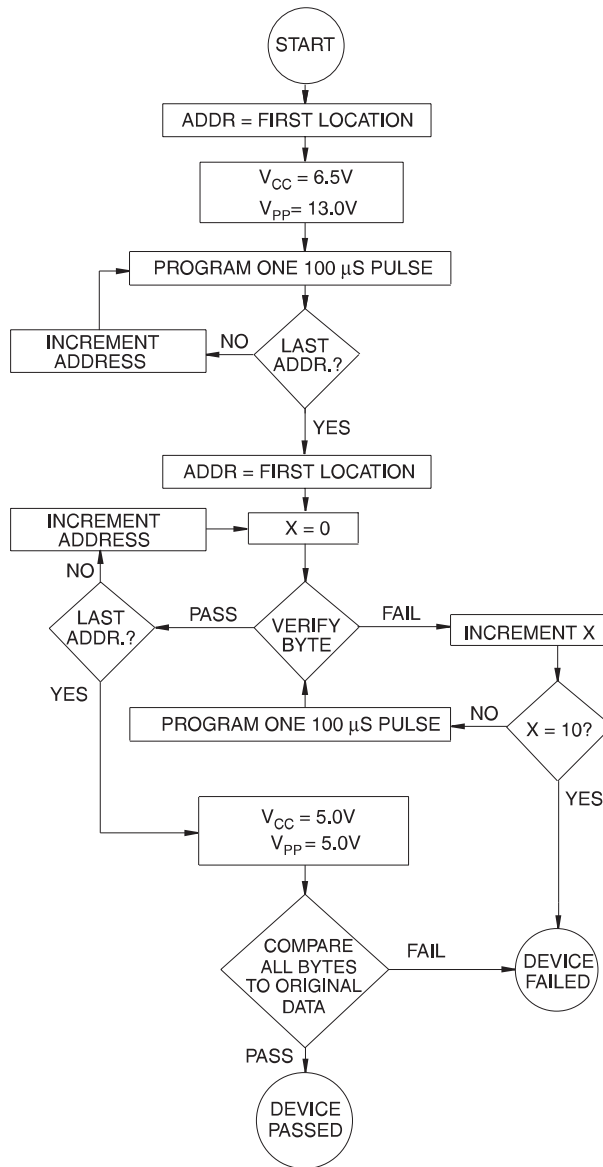 START
ADDR = FIRST LOCATION
VCC = 6.5V
VPP= 13.0V
PROGRAM ONE 100 μS PULSE
INCREMENT
ADDRESS
NO
LAST
ADDR.?
YES
ADDR = FIRST LOCATION
INCREMENT
ADDRESS
X = 0
NO
LAST
ADDR.?
PASS
VERIFY
BYTE
FAIL
INCREMENT X
YES
PROGRAM ONE 100 μS PULSE
NO
X = 10?
YES
VCC = 5.0V
VPP = 5.0V
COMPARE
ALL BYTES
TO ORIGINAL
DATA
FAIL
DEVICE
FAILED
PASS
DEVICE
PASSED